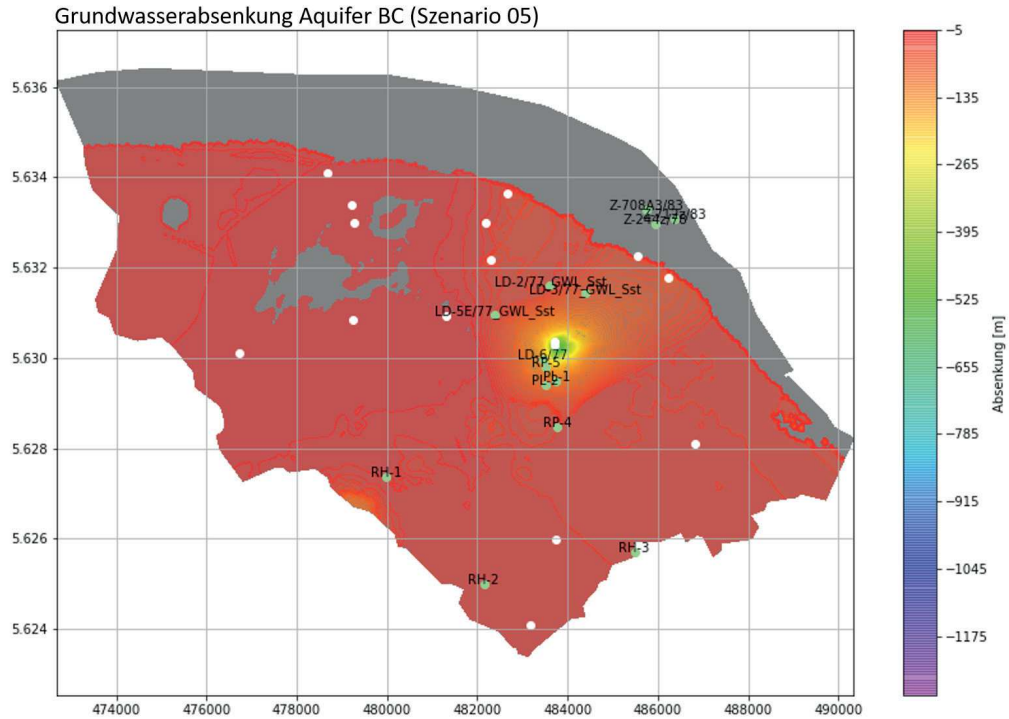 Grundwasserabsenkung Aquifer BC (Szenario 05)
5.636
5.634
5.632
5.630
5.628
5.626
5.624
Z-708A3/83
LD-2/77_GWL_Sst
LD-3/77_GWL_Sst
LD-5E/77_GWL_Sst
LD-6/77
RP-5
PL-1
RP-4
RH-1
RH-3
RH-2
474000 476000 478000 480000 482000 484000 486000 488000 490000
−5
−135
−265
−395
−525
−655
−785
−915
−1045
−1175
Absenkung [m]